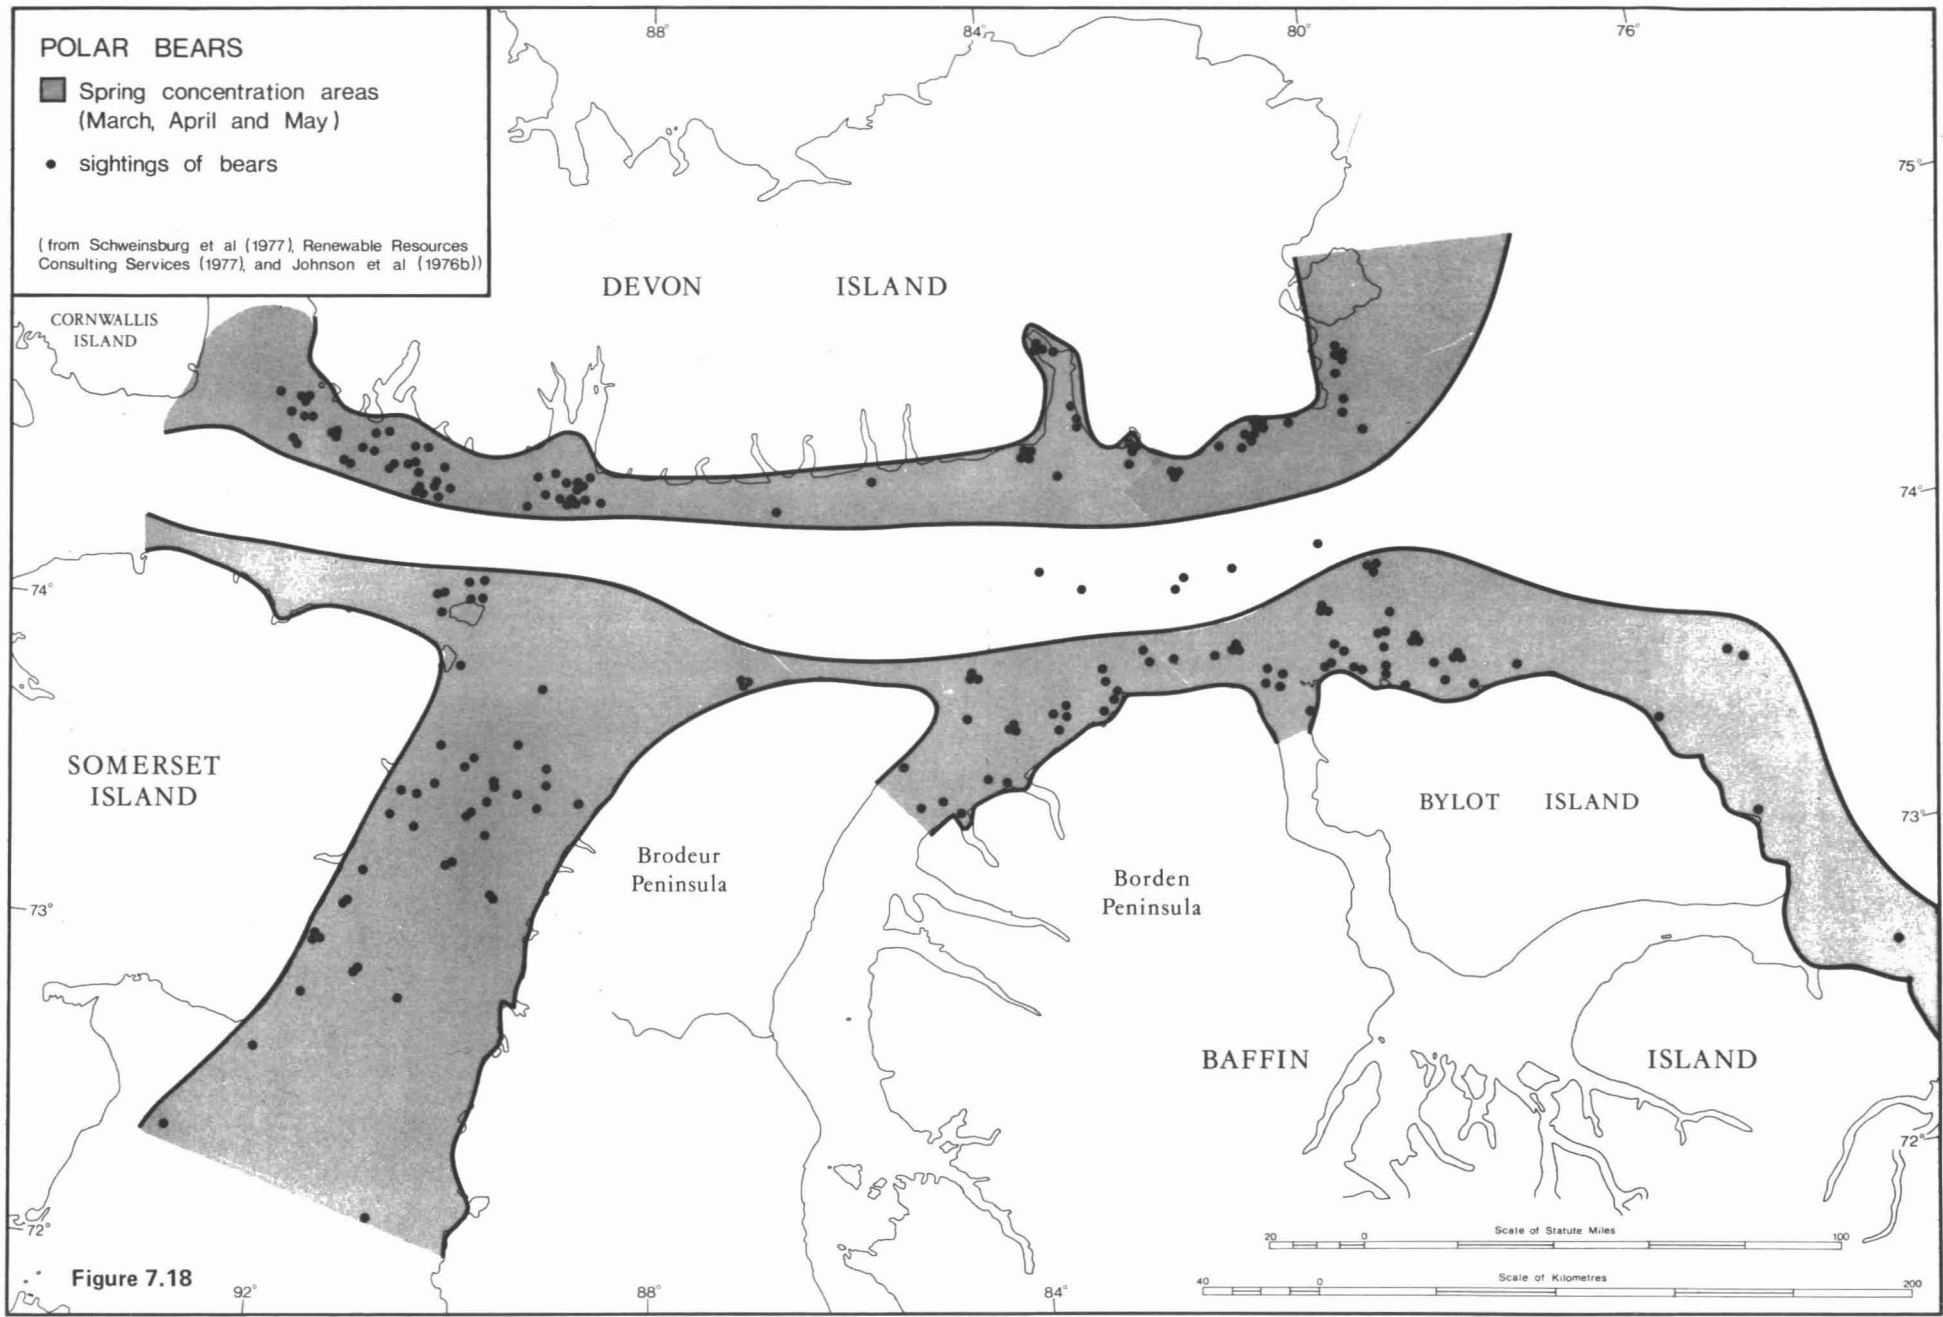 POLAR BEARS
Spring concentration areas
(March, April and May)
sightings of bears
(from Schweinsburg et al (1977), Renewable Resources
Consulting Services (1977), and Johnson et al (1976b))
88°
84°
80°
76°
75°
74°
73°
72°
74°
73°
72°
92°
88°
84°
CORNWALLIS
ISLAND
DEVON ISLAND
SOMERSET
ISLAND
Brodeur
Peninsula
Borden
Peninsula
BYLOT ISLAND
BAFFIN ISLAND
Scale of Statute Miles
20 0 100
Scale of Kilometres
40 0 200
Figure 7.18